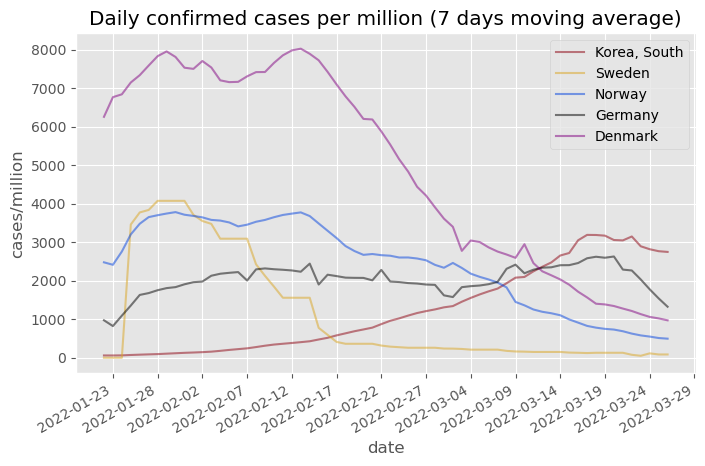 Daily confirmed cases per million (7 days moving average)
8000
7000
6000
5000
4000
3000
2000
1000
0
cases/million
Korea, South
Sweden
Norway
Germany
Denmark
2022-01-23
2022-01-28
2022-02-02
2022-02-07
2022-02-12
2022-02-17
2022-02-22
2022-02-27
2022-03-04
2022-03-09
2022-03-14
2022-03-19
2022-03-24
2022-03-29
date